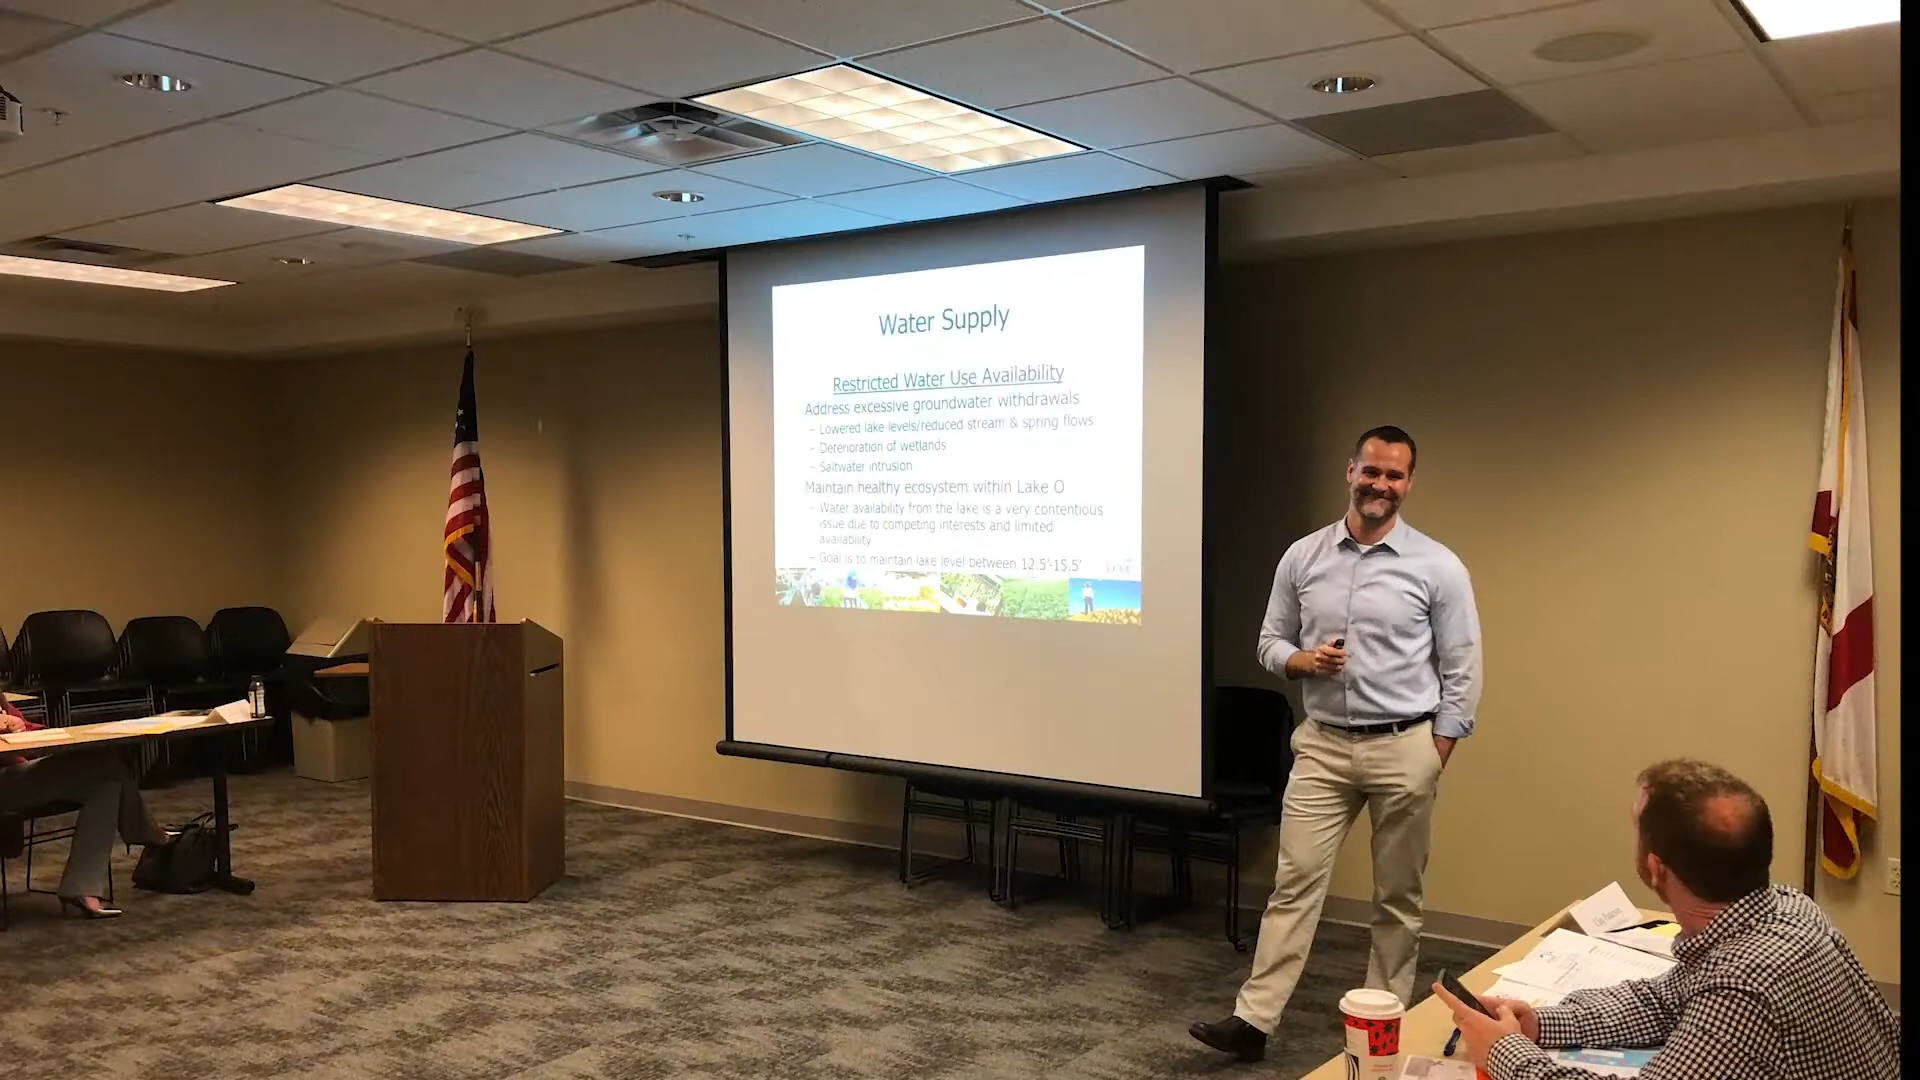 Water Supply
Restricted Water Use Availability
Address excessive groundwater withdrawals
– Lowered lake levels/reduced stream & spring flows
– Deterioration of wetlands
– Saltwater intrusion
Maintain healthy ecosystem within Lake O
– Water availability from the lake is a very contentious
issue due to competing interests and limited
availability
– Goal is to maintain lake level between 12.5'-15.5'